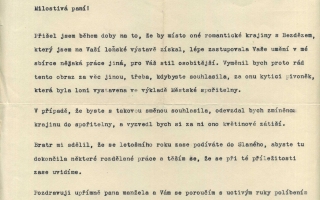 Milostivá paní!
Přišel jsem během doby na to, že by místo oné romantické krajiny s Bezdězem,
který jsem na Vaší loňské výstavě získal, lépe zastupovala Vaše umění v mé
sbírce nějaká práce jiná, pro Váš stil osobitější. Vyměnil bych proto rád
tento obraz za věc jinou, třeba, kdybyste souhlasila, za onu kytici pivoněk,
která byla loni vystavena ve výkladě Městské spořitelny.
V případě, že byste s takovou směnou souhlasila, odevzdal bych zmíněnou
krajinu do spořitelny, a vyzvedl bych si za ni ono květinové zátiší.
Bratr mi sdělil, že se letošního roku zase podíváte do Úlaného, abyste tu
dokončila některé rozdělené práce a těším se, že se při té příležitosti
zase uvidíme.
Pozdravuji upřímně pana manžela a Vám se poroučím s uctivým ruky políbením